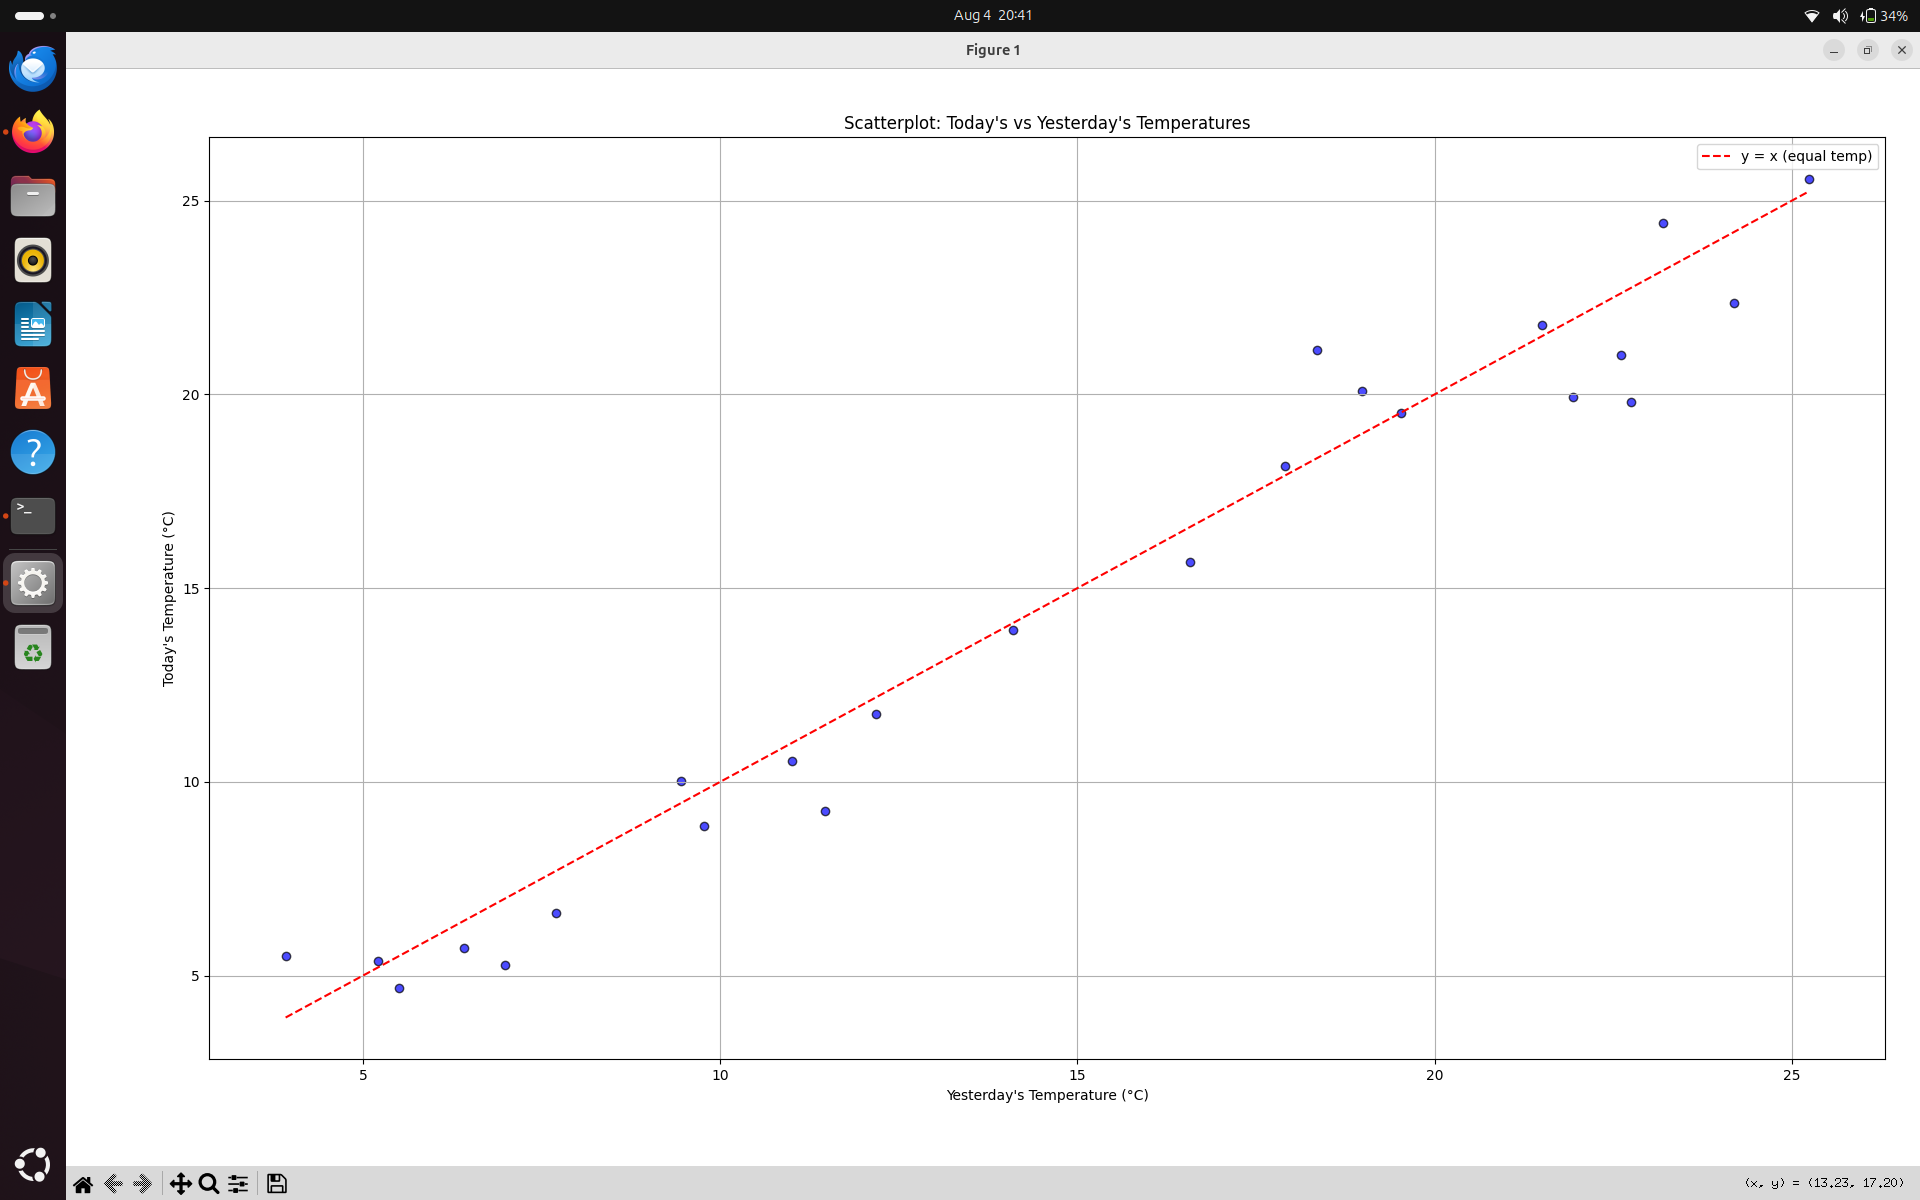 Aug 4 20:41
34%
Figure 1
Scatterplot: Today's vs Yesterday's Temperatures
y = x (equal temp)
25
20
15
10
5
Today's Temperature (°C)
5
10
15
20
25
Yesterday's Temperature (°C)
(x, y) = (13.23, 17.20)